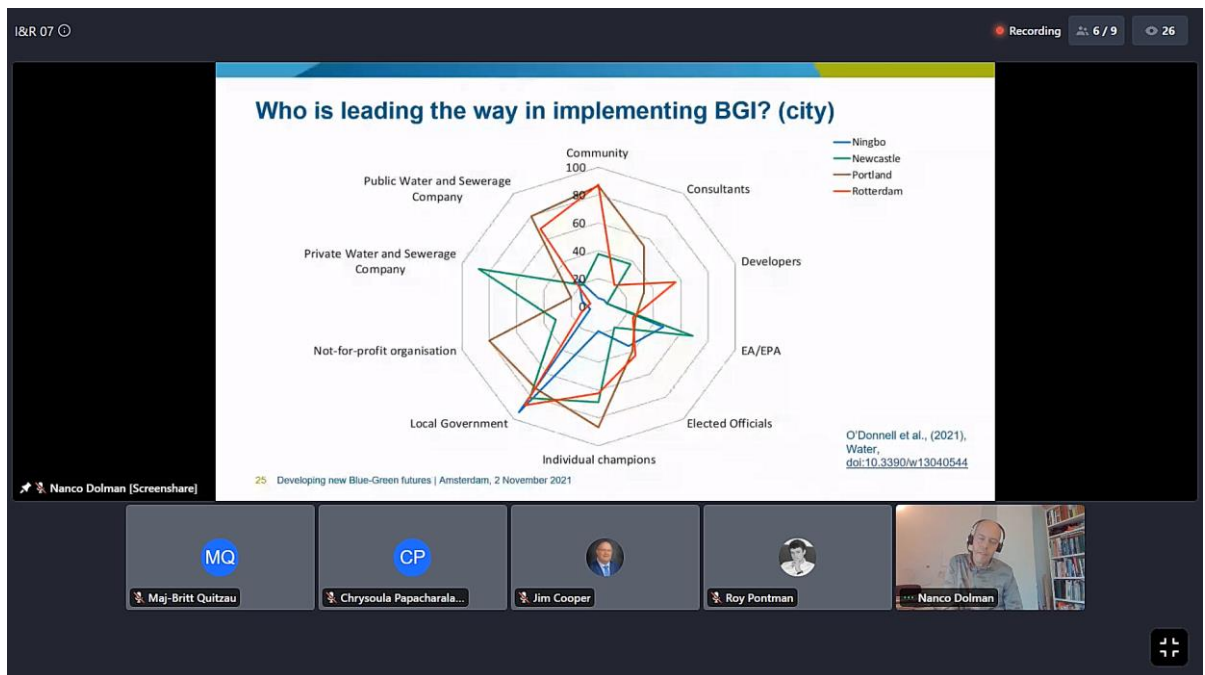 I&R 07
Recording
6 / 9
26
Who is leading the way in implementing BGI? (city)
Community
Consultants
Developers
EA/EPA
Elected Officials
Individual champions
Local Government
Not-for-profit organisation
Private Water and Sewerage
Company
Public Water and Sewerage
Company
100
80
60
40
20
0
Ningbo
Newcastle
Portland
Rotterdam
O'Donnell et al., (2021),
Water,
doi:10.3390/w13040544
25 Developing new Blue-Green futures | Amsterdam, 2 November 2021
Nanco Dolman [Screenshare]
MQ
Maj-Britt Quitzau
CP
Chrysoula Papacharala...
Jim Cooper
Roy Pontman
Nanco Dolman